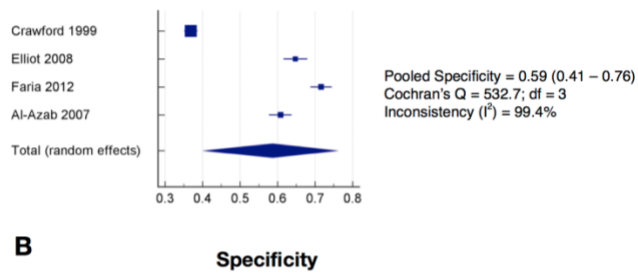 Crawford 1999
Elliot 2008
Faria 2012
Al-Azab 2007
Total (random effects)
Pooled Specificity = 0.59 (0.41 – 0.76)
Cochran's Q = 532.7; df = 3
Inconsistency (I²) = 99.4%
0.3 0.4 0.5 0.6 0.7 0.8
B
Specificity